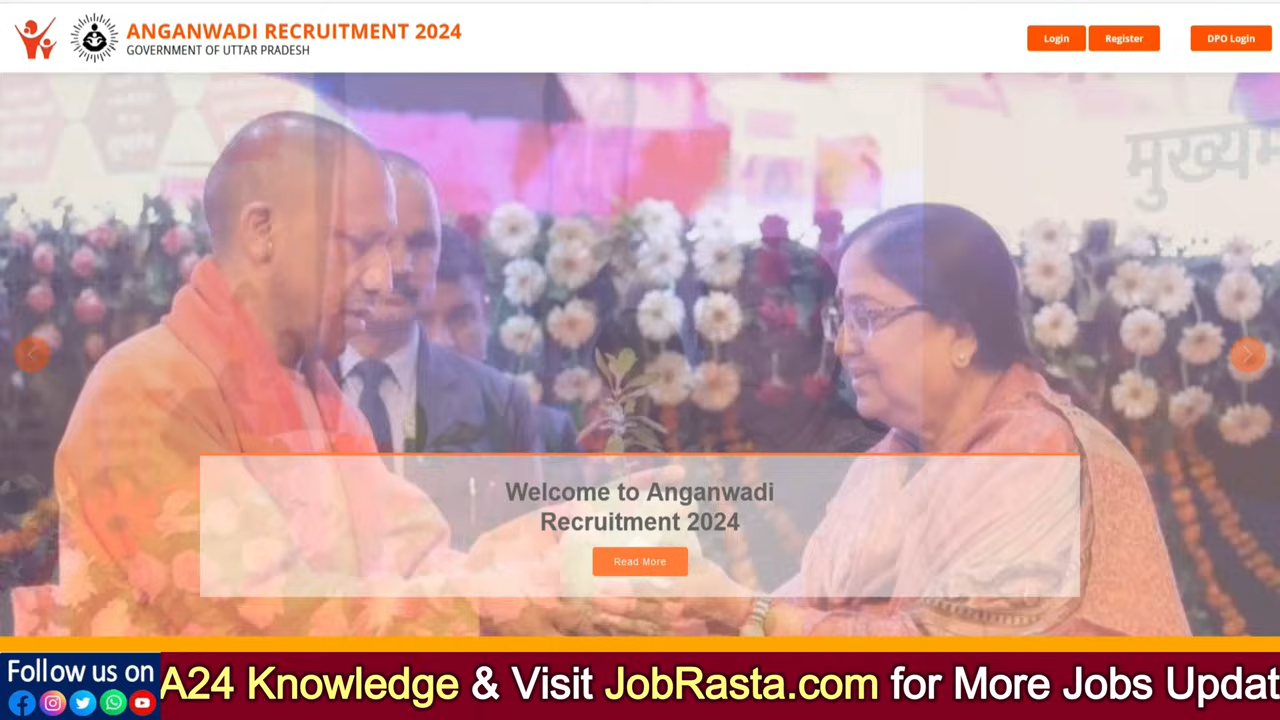 ANGANWADI RECRUITMENT 2024
GOVERNMENT OF UTTAR PRADESH
Login
Register
DPO Login
Welcome to Anganwadi
Recruitment 2024
Read More
Follow us on
A24 Knowledge & Visit JobRasta.com for More Jobs Updat